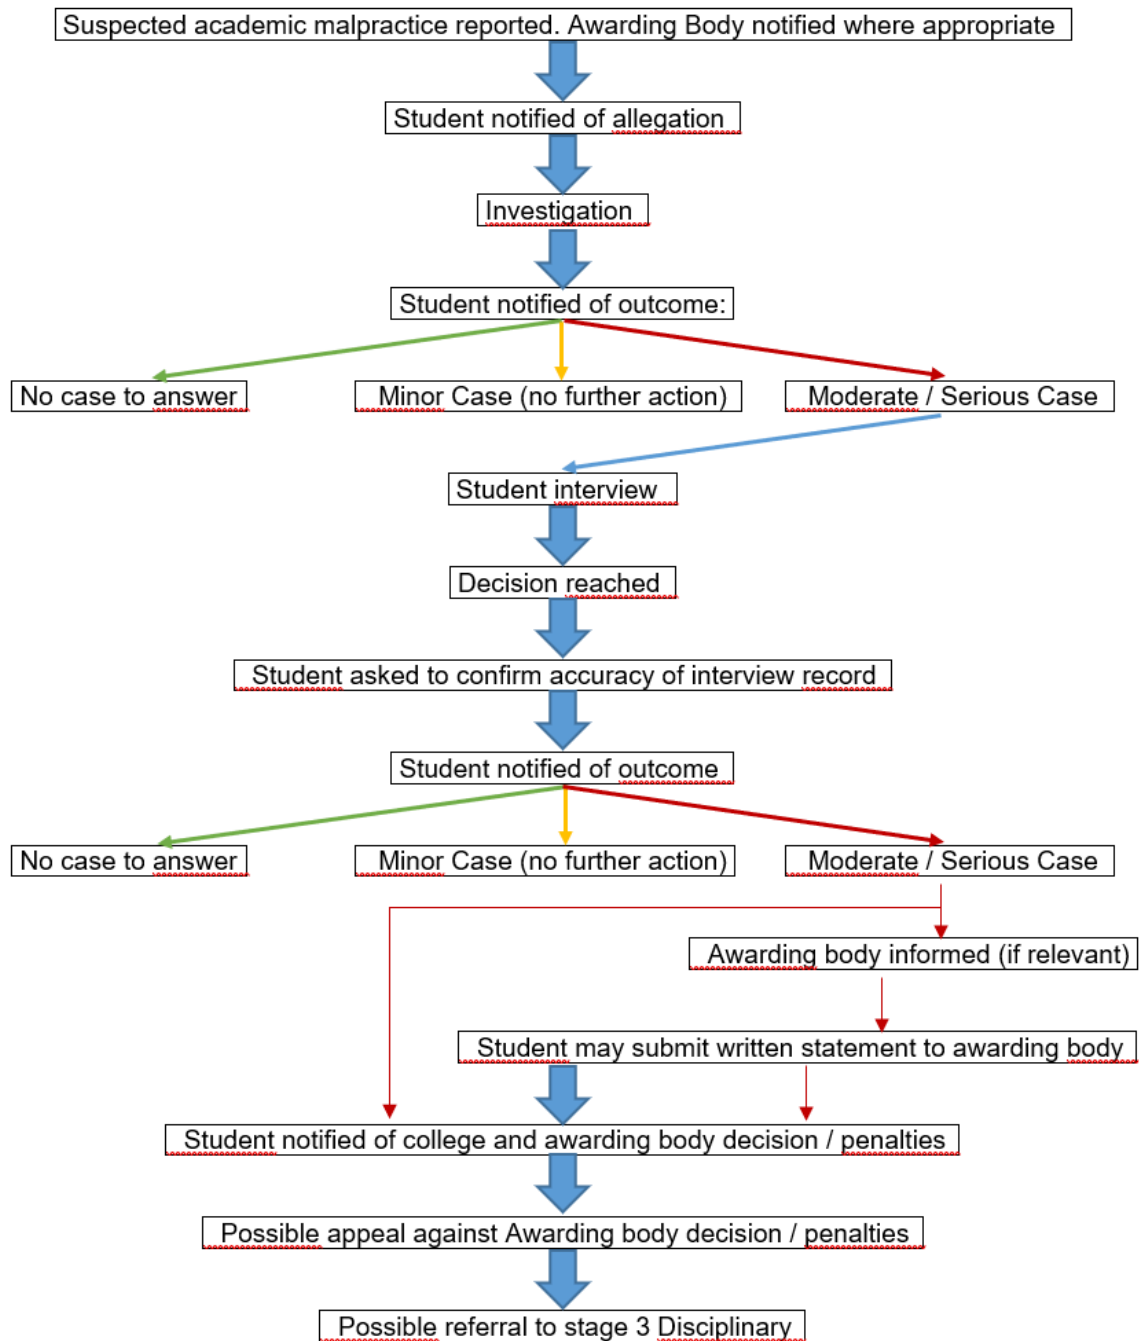 Suspected academic malpractice reported. Awarding Body notified where appropriate
Student notified of allegation
Investigation
Student notified of outcome:
No case to answer
Minor Case (no further action)
Moderate / Serious Case
Student interview
Decision reached
Student asked to confirm accuracy of interview record
Student notified of outcome
No case to answer
Minor Case (no further action)
Moderate / Serious Case
Awarding body informed (if relevant)
Student may submit written statement to awarding body
Student notified of college and awarding body decision / penalties
Possible appeal against Awarding body decision / penalties
Possible referral to stage 3 Disciplinary